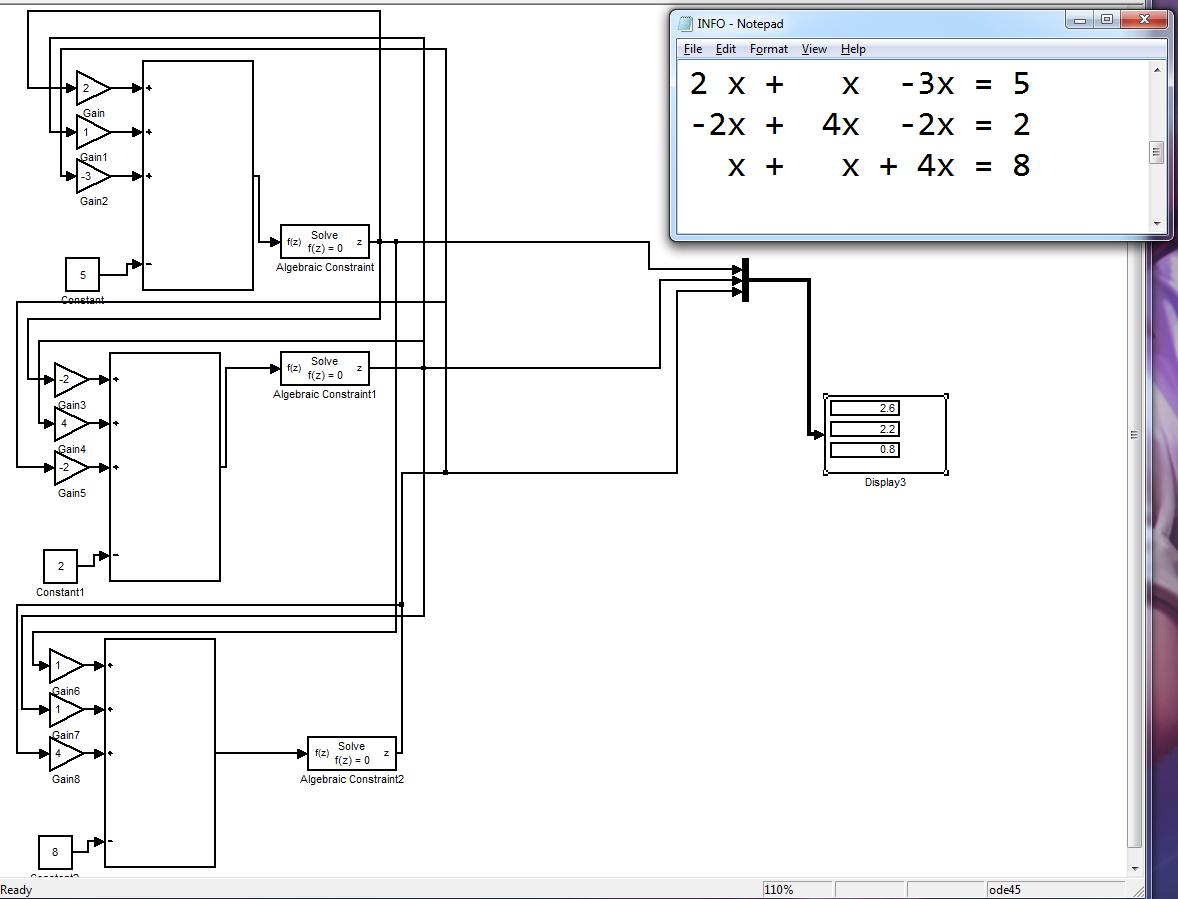 INFO - Notepad
File Edit Format View Help
2 x + x -3x = 5
-2x + 4x -2x = 2
x + x + 4x = 8
2
+
Gain
1
+
Gain1
-3
+
Gain2
Solve
f(z) z
f(z) = 0
Algebraic Constraint
5
-
Constant
Solve
f(z) z
f(z) = 0
Algebraic Constraint1
-2
+
Gain3
4
+
Gain4
-2
+
Gain5
2.6
2.2
0.8
Display3
2
-
Constant1
1
+
Gain6
1
+
Gain7
4
+
Gain8
Solve
f(z) z
f(z) = 0
Algebraic Constraint2
8
-
Ready 110% ode45